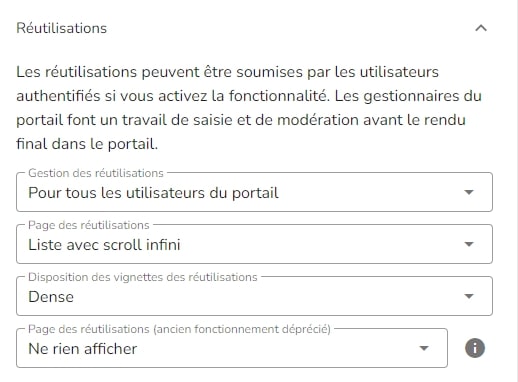 Réutilisations
Les réutilisations peuvent être soumises par les utilisateurs
authentifiés si vous activez la fonctionnalité. Les gestionnaires du
portail font un travail de saisie et de modération avant le rendu
final dans le portail.
Gestion des réutilisations
Pour tous les utilisateurs du portail
Page des réutilisations
Liste avec scroll infini
Disposition des vignettes des réutilisations
Dense
Page des réutilisations (ancien fonctionnement déprécié)
Ne rien afficher